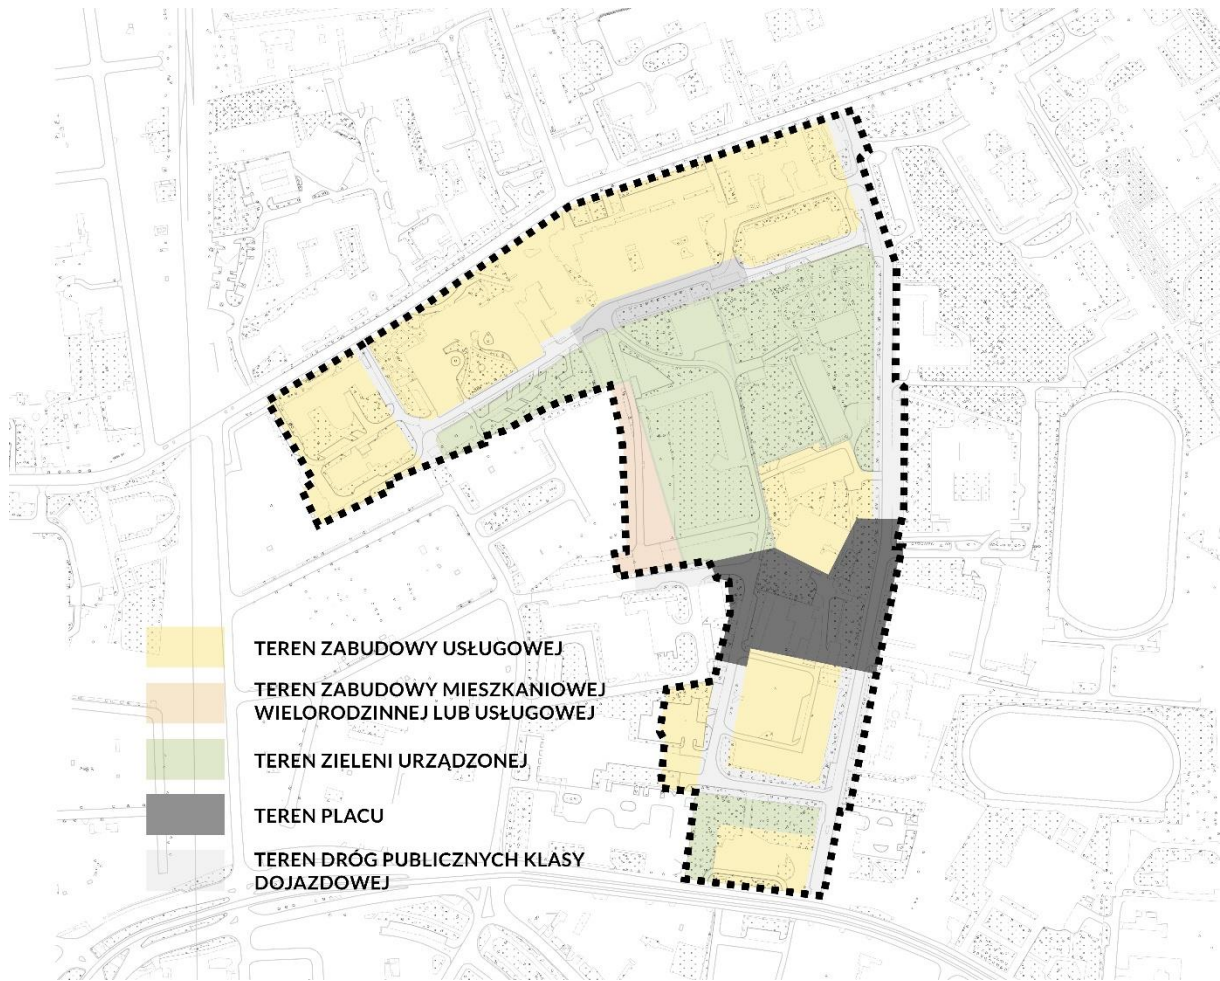 TEREN ZABUDOWY USŁUGOWEJ
TEREN ZABUDOWY MIESZKANIOWEJ
WIELORODZINNEJ LUB USŁUGOWEJ
TEREN ZIELENI URZĄDZONEJ
TEREN PLACU
TEREN DRÓG PUBLICZNYCH KLASY
DOJAZDOWEJ